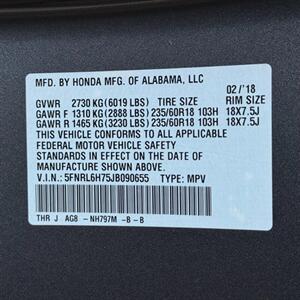 MFD. BY HONDA MFG. OF ALABAMA, LLC
02/'18
GVWR 2730 KG (6019 LBS) TIRE SIZE RIM SIZE
GAWR F 1310 KG (2888 LBS) 235/60R18 103H 18X7.5J
GAWR R 1465 KG (3230 LBS) 235/60R18 103H 18X7.5J
THIS VEHICLE CONFORMS TO ALL APPLICABLE
FEDERAL MOTOR VEHICLE SAFETY
STANDARDS IN EFFECT ON THE DATE OF
MANUFACTURE SHOWN ABOVE.
VEHICLE ID. NO.: 5FNRL6H75JB090655 TYPE: MPV
THR J AG8 - NH797M - B - B